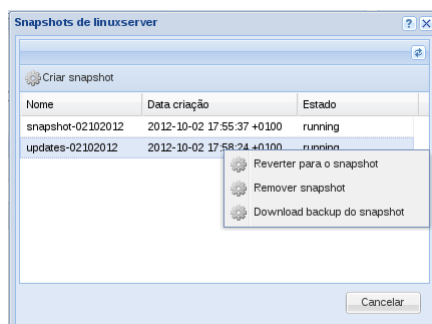 Snapshots de linuxserver
Criar snapshot
Nome Data criação Estado
snapshot-02102012 2012-10-02 17:55:37 +0100 running
updates-02102012 2012-10-02 17:58:24 +0100 running
Reverter para o snapshot
Remover snapshot
Download backup do snapshot
Cancelar